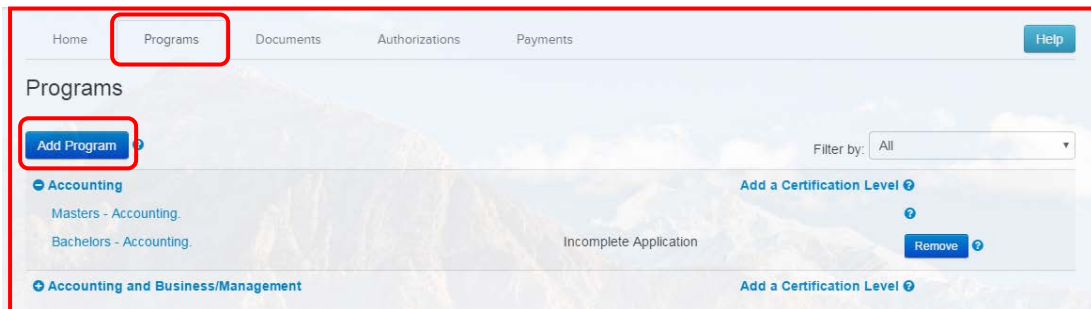 Home Programs Documents Authorizations Payments Help
Programs
Add Program Filter by: All
Accounting Add a Certification Level
Masters - Accounting.
Bachelors - Accounting. Incomplete Application Remove
Accounting and Business/Management Add a Certification Level